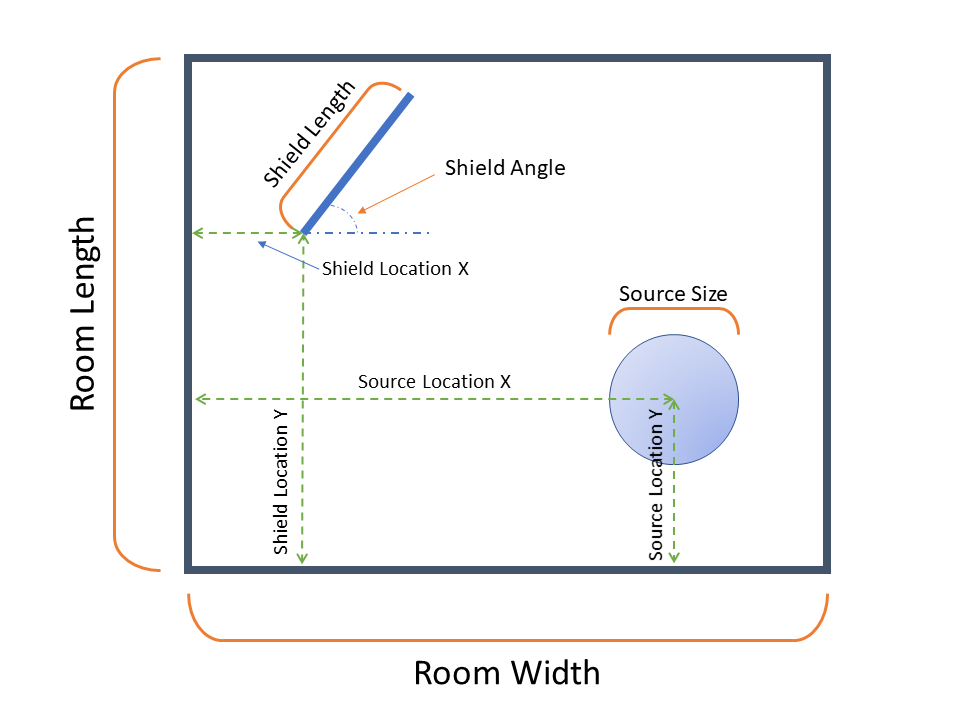 Shield Length
Shield Angle
Shield Location X
Room Length
Source Size
Source Location X
Shield Location Y
Source Location Y
Room Width